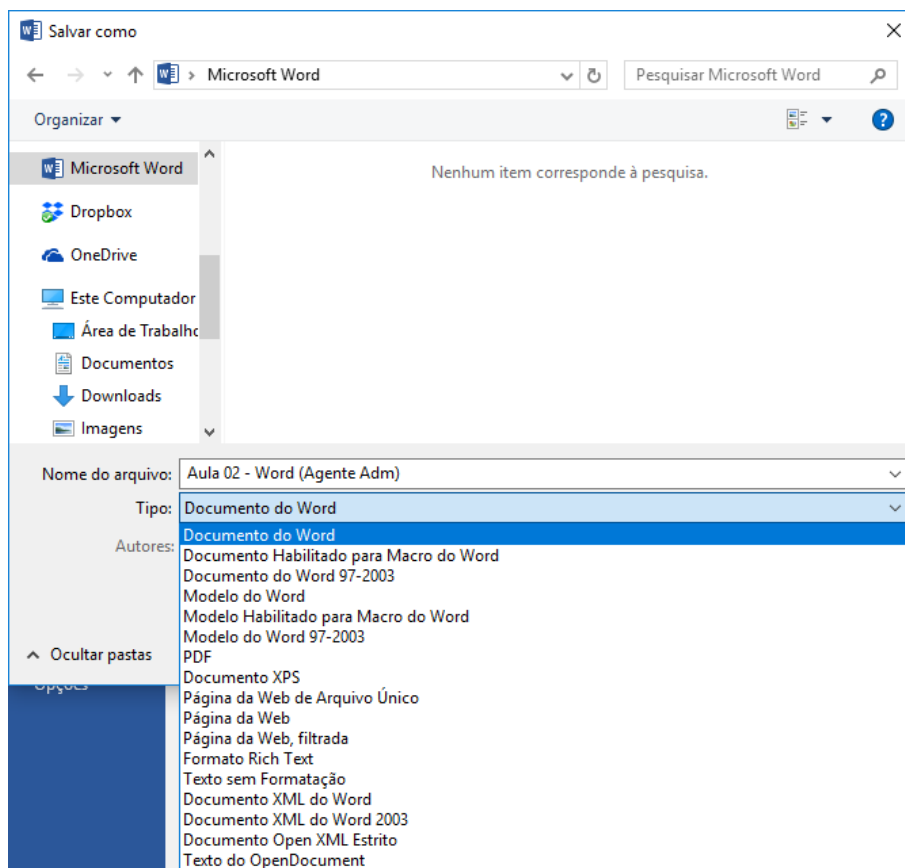 Salvar como
Microsoft Word
Pesquisar Microsoft Word
Organizar
Microsoft Word
Nenhum item corresponde à pesquisa.
Dropbox
OneDrive
Este Computador
Área de Trabalho
Documentos
Downloads
Imagens
Nome do arquivo: Aula 02 - Word (Agente Adm)
Tipo: Documento do Word
Autores:
Documento do Word
Documento Habilitado para Macro do Word
Documento do Word 97-2003
Modelo do Word
Modelo Habilitado para Macro do Word
Modelo do Word 97-2003
Ocultar pastas
PDF
Documento XPS
Opções
Página da Web de Arquivo Único
Página da Web
Página da Web, filtrada
Formato Rich Text
Texto sem Formatação
Documento XML do Word
Documento XML do Word 2003
Documento Open XML Estrito
Texto do OpenDocument